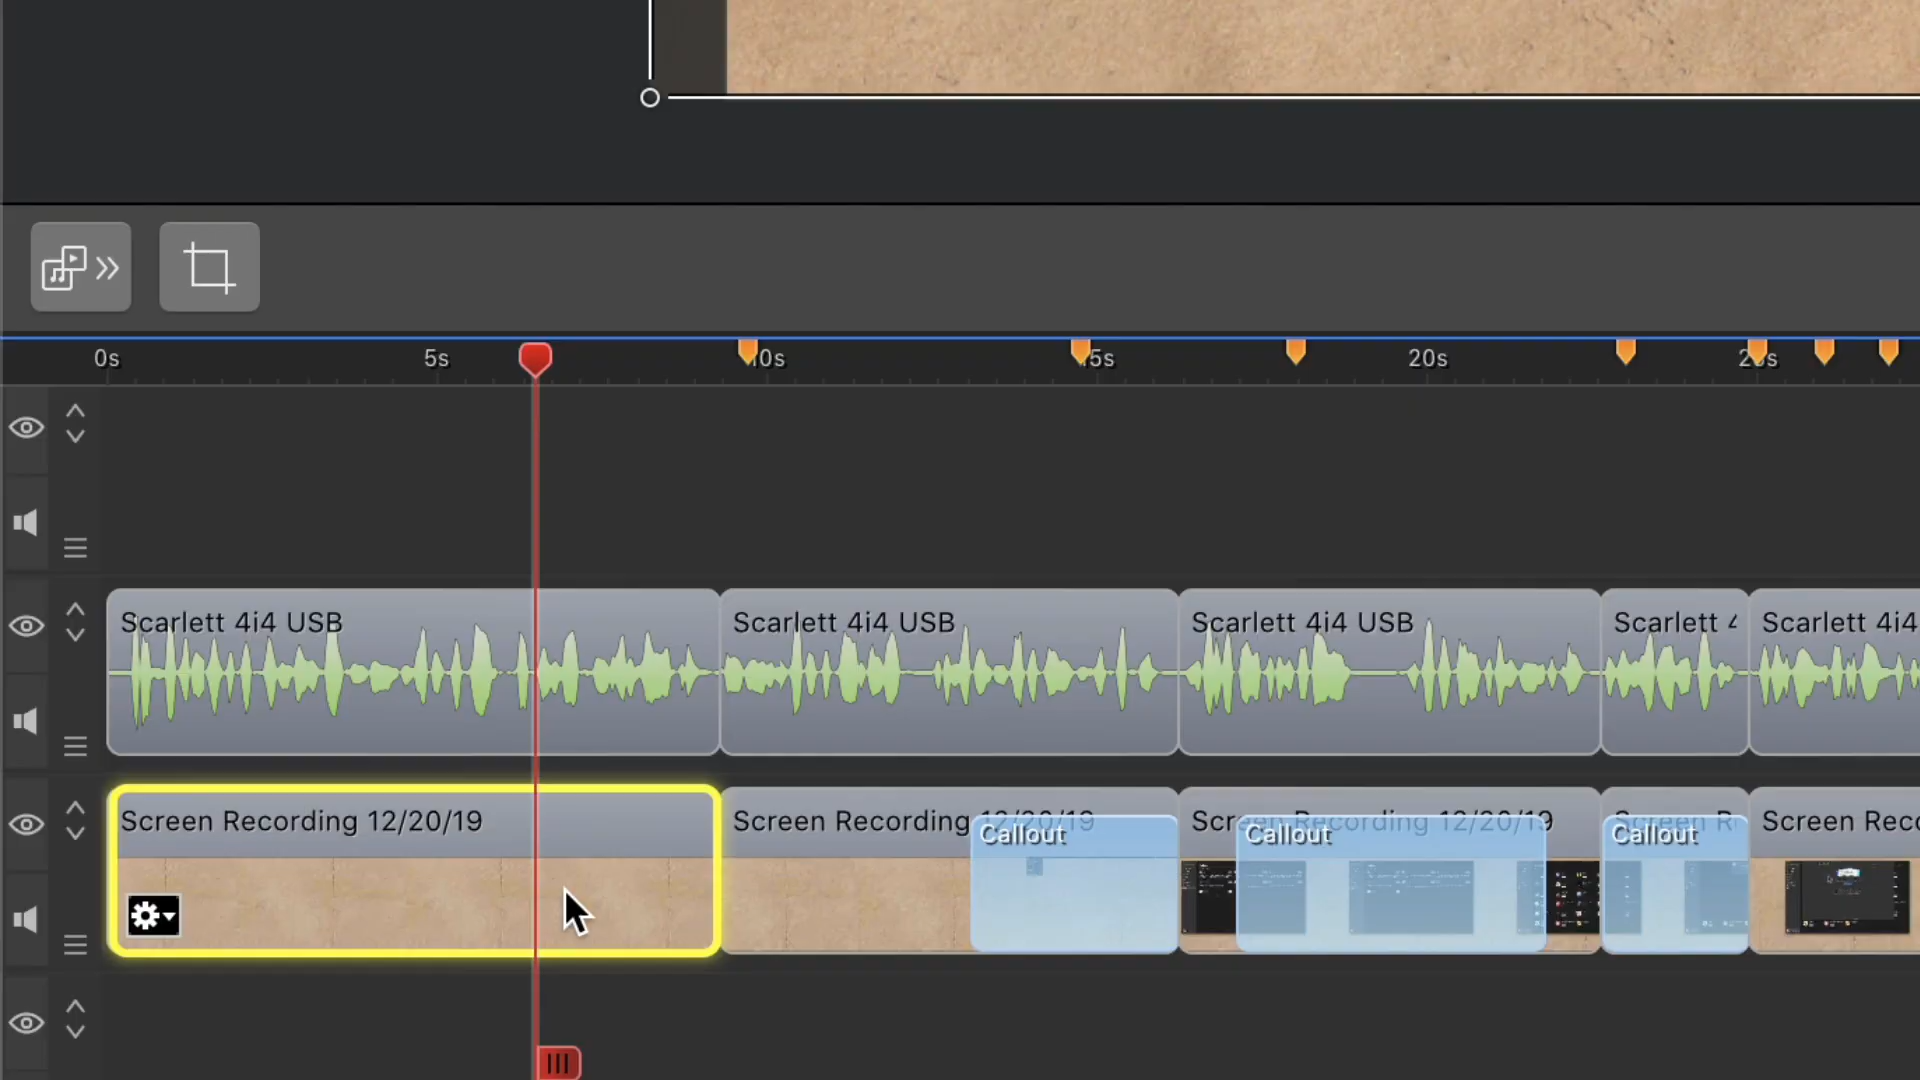 0s 5s 10s 15s 20s 25s
Scarlett 4i4 USB Scarlett 4i4 USB Scarlett 4i4 USB Scarlett 4 Scarlett 4i4
Screen Recording 12/20/19 Screen Recording 12/20/19 Screen Recording 12/20/19 Screen R Screen Rec
Callout Callout Callout